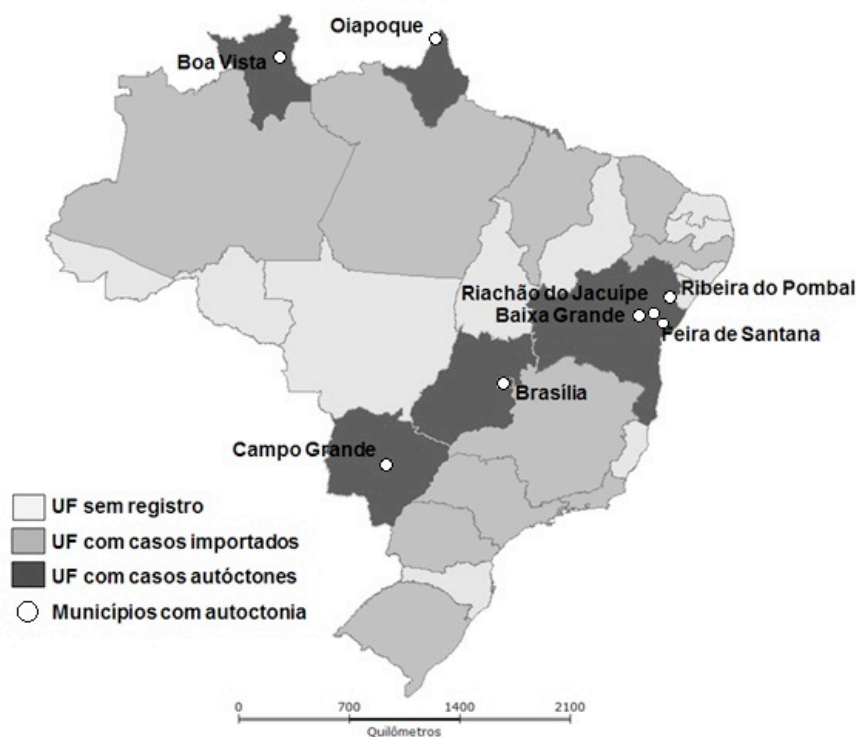 Oiapoque
Boa Vista
Riachão do Jacuípe
Ribeira do Pombal
Baixa Grande
Feira de Santana
Brasília
Campo Grande
UF sem registro
UF com casos importados
UF com casos autóctones
Municípios com autoctonia
0 700 1400 2100
Quilômetros